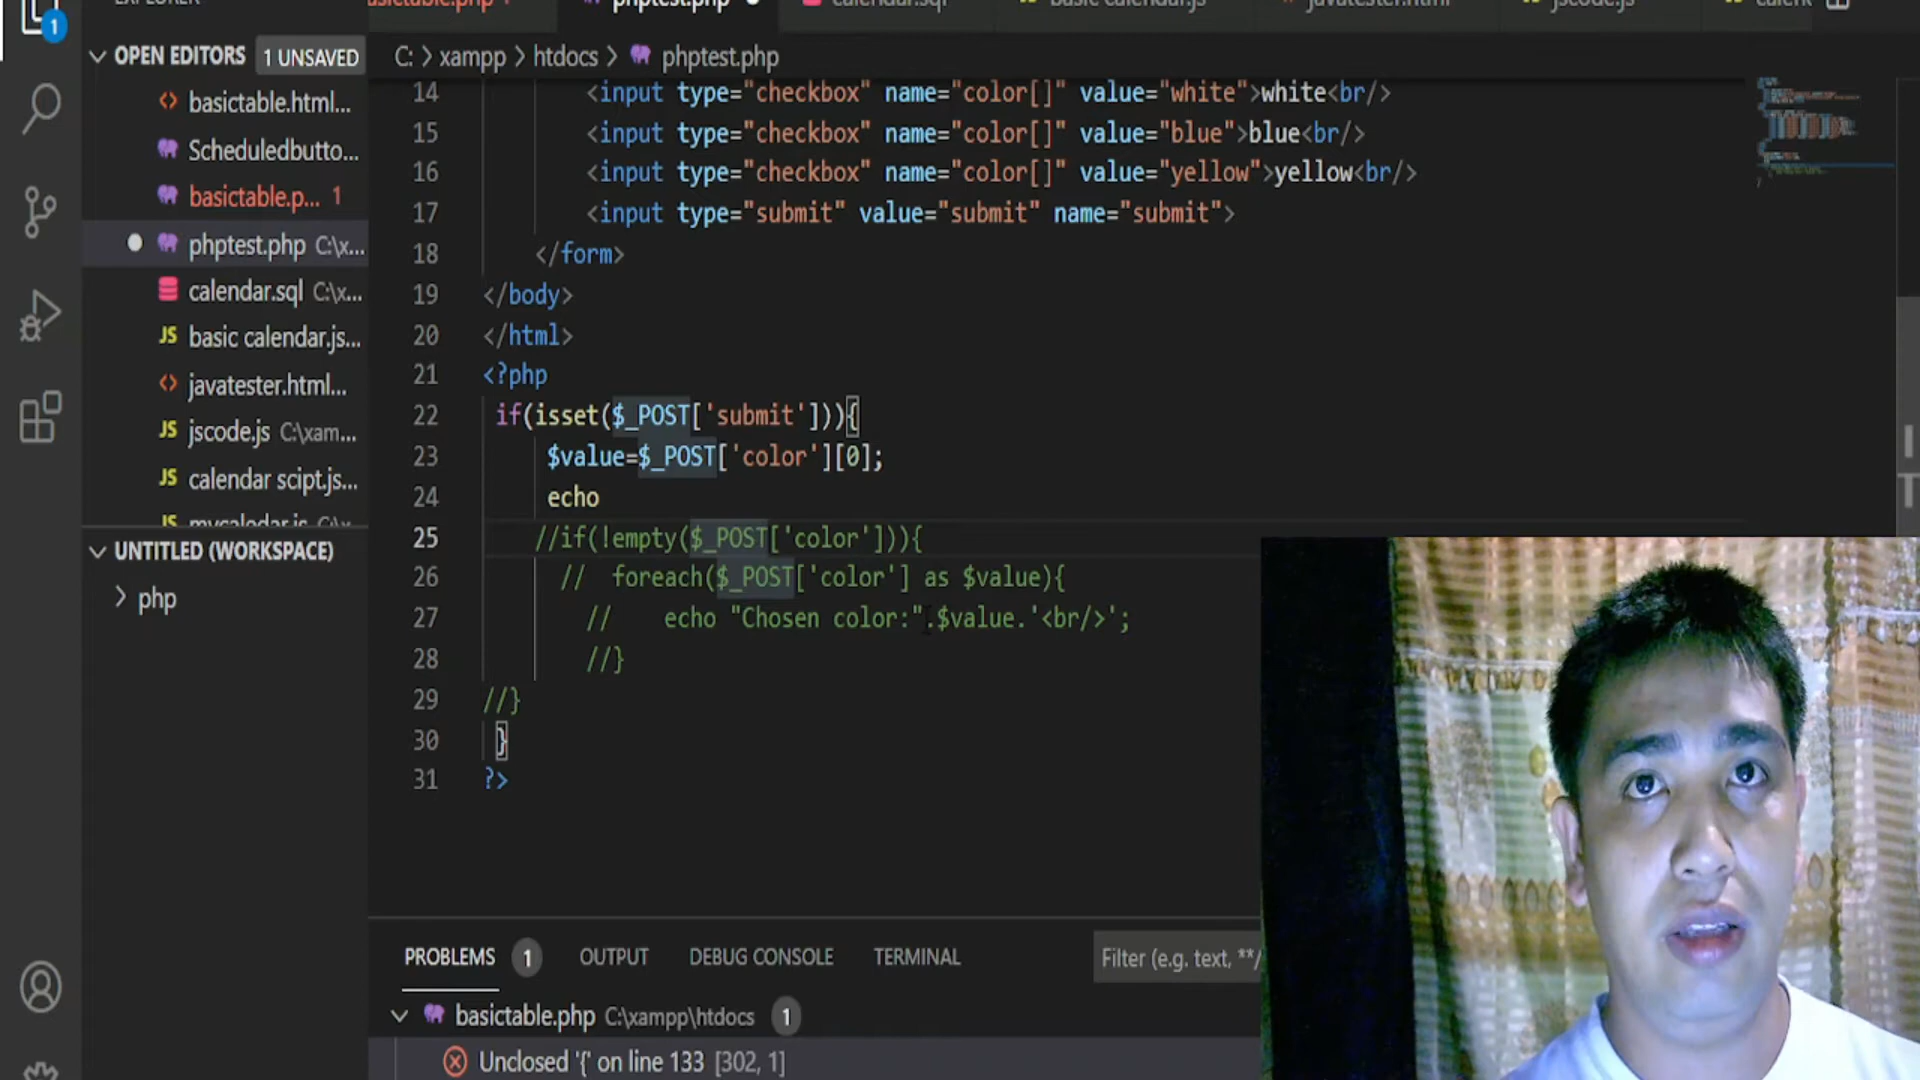 1
OPEN EDITORS
1 UNSAVED
basictable.html...
Scheduledbutto...
basictable.p... 1
phptest.php C:\x...
calendar.sql C:\x...
JS basic calendar.js...
javatester.html...
JS jscode.js C:\xam...
JS calendar scipt.js...
UNTITLED (WORKSPACE)
php
C: > xampp > htdocs > phptest.php
14 <input type="checkbox" name="color[]" value="white">white<br/>
15 <input type="checkbox" name="color[]" value="blue">blue<br/>
16 <input type="checkbox" name="color[]" value="yellow">yellow<br/>
17 <input type="submit" value="submit" name="submit">
18 </form>
19 </body>
20 </html>
21 <?php
22 if(isset($_POST['submit'])){
23 $value=$_POST['color'][0];
24 echo
25 //if(!empty($_POST['color'])){
26 // foreach($_POST['color'] as $value){
27 // echo "Chosen color:".$value.'<br/>';
28 //}
29 //}
30 }
31 ?>
PROBLEMS 1 OUTPUT DEBUG CONSOLE TERMINAL Filter (e.g. text, **/
basictable.php C:\xampp\htdocs 1
Unclosed '{' on line 133 [302, 1]